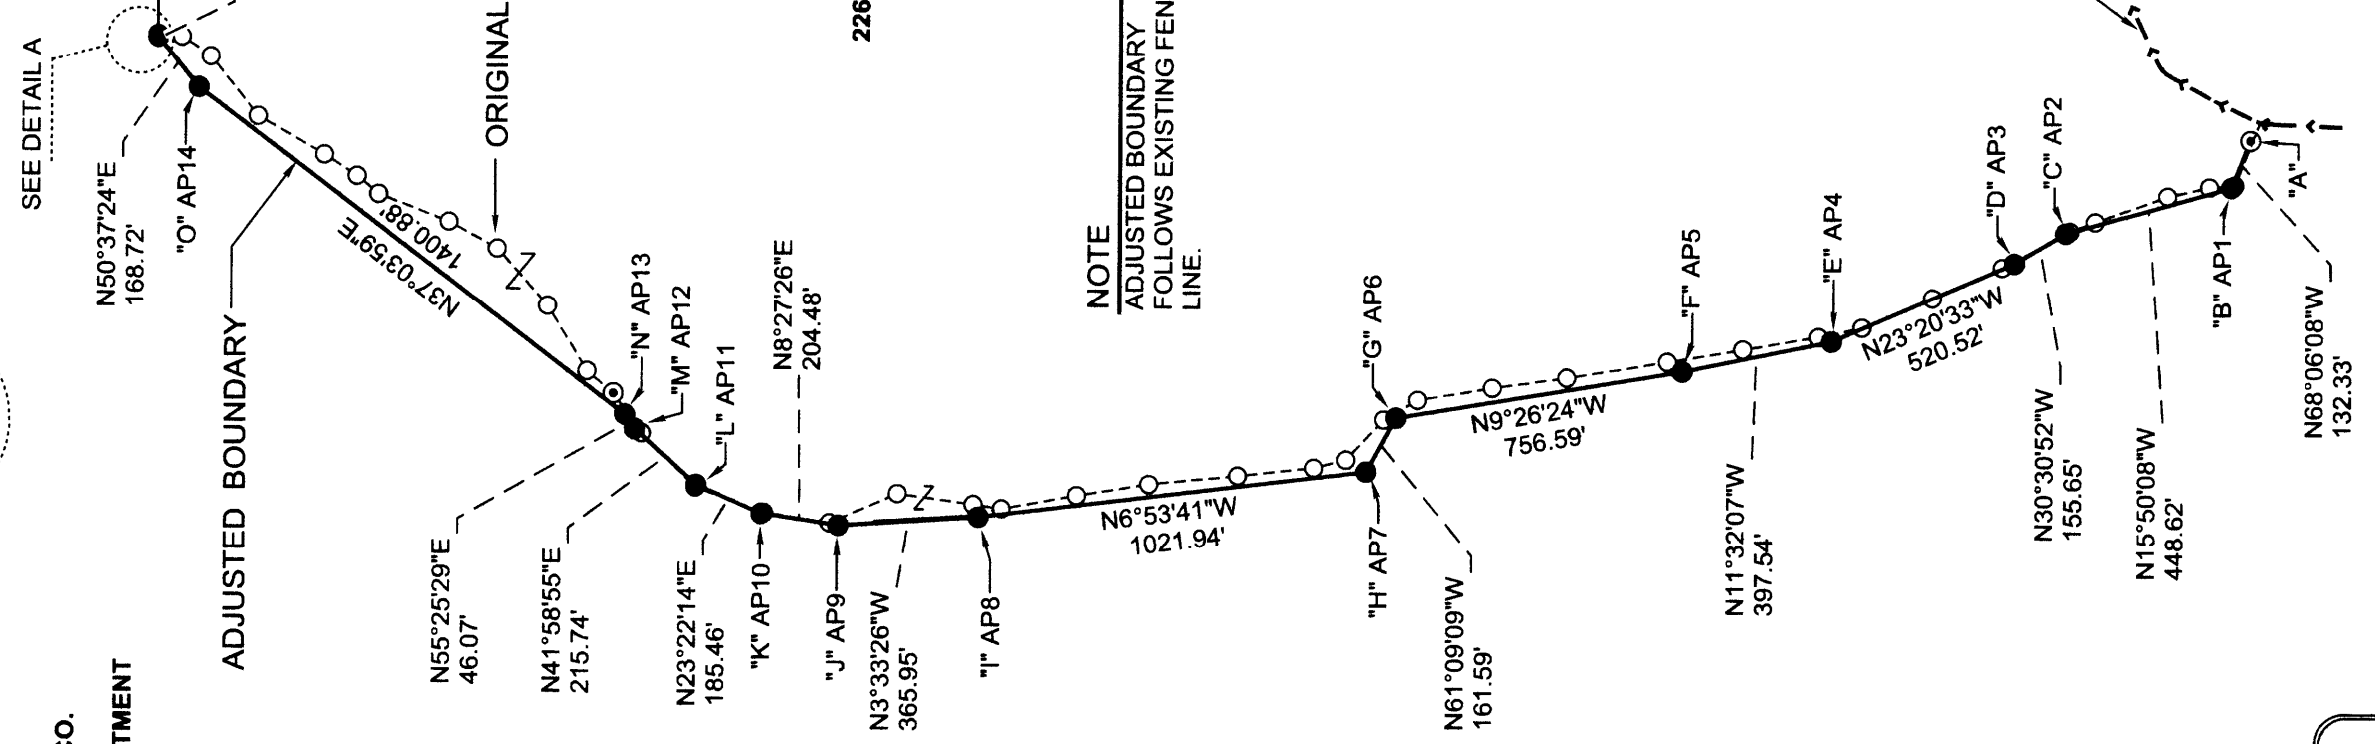 SEE DETAIL A
N50°37'24"E
168.72'
"O" AP14
ADJUSTED BOUNDARY
ORIGINAL
N37°03'59"E
1400.88'
226
"N" AP13
"M" AP12
"L" AP11
N8°27'26"E
204.48'
N55°25'29"E
46.07'
N41°58'55"E
215.74'
N23°22'14"E
185.46'
"K" AP10
"J" AP9
N3°33'26"W
365.95'
"I" AP8
N6°53'41"W
1021.94'
NOTE
ADJUSTED BOUNDARY
FOLLOWS EXISTING FEN
LINE.
"G" AP6
"H" AP7
N61°09'09"W
161.59'
N9°26'24"W
756.59'
"F" AP5
N11°32'07"W
397.54'
"E" AP4
N23°20'33"W
520.52'
"D" AP3
"C" AP2
N30°30'52"W
155.65'
N15°50'08"W
448.62'
"B" AP1
"A"
N68°06'08"W
132.33'
CO.
TMENT